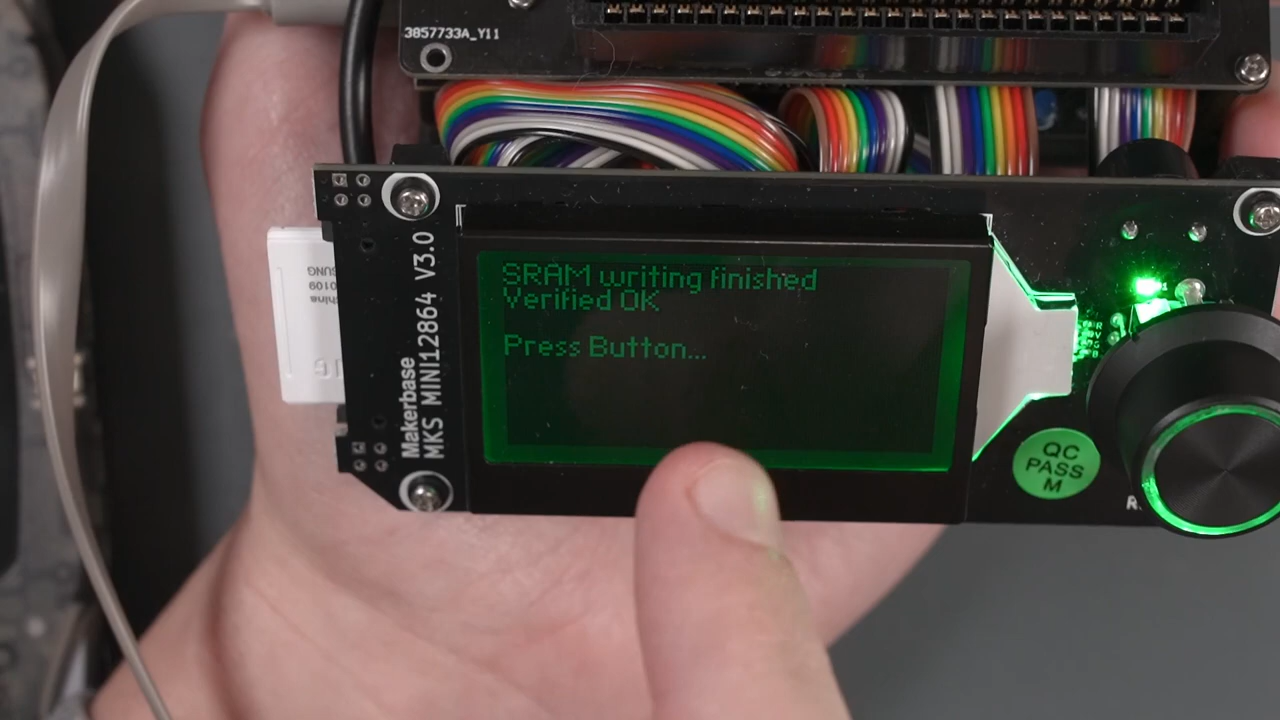 3857733A_Y11
SRAM writing finished
Verified OK
Press Button...
Makerbase
MKS MINI12864 V3.0
QC
PASS
M